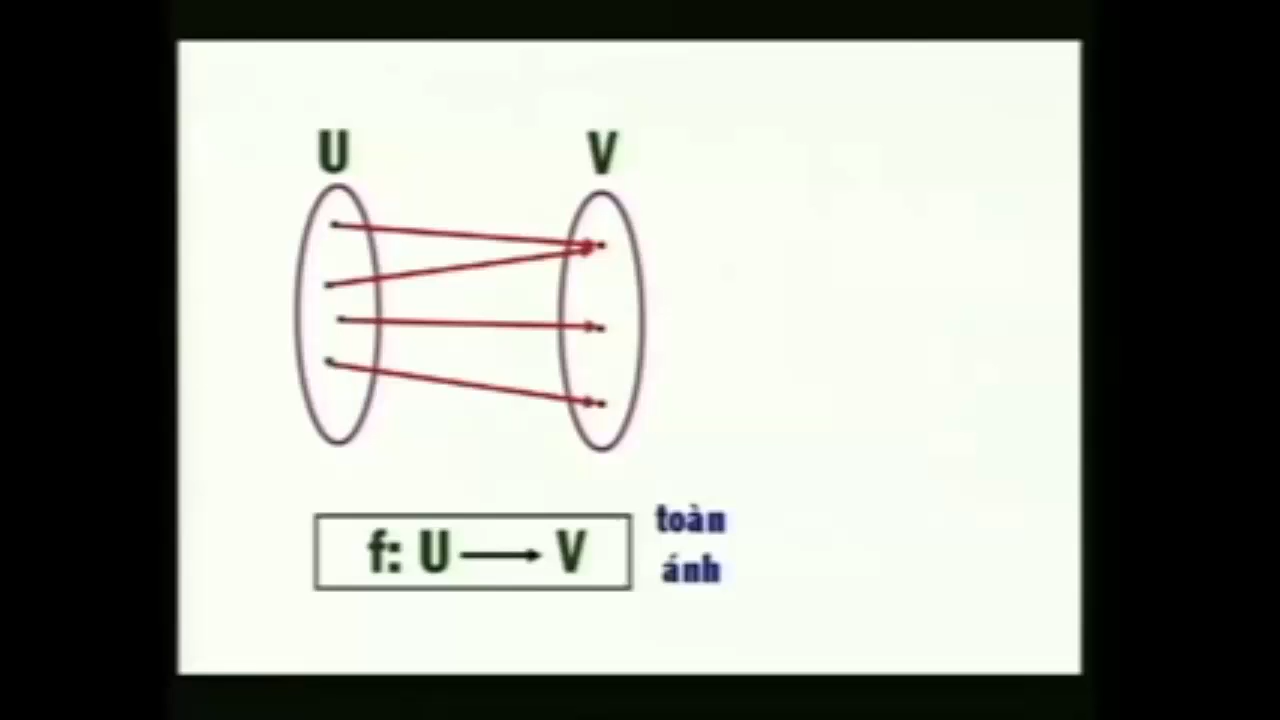 U V
f: U → V
toàn
ánh